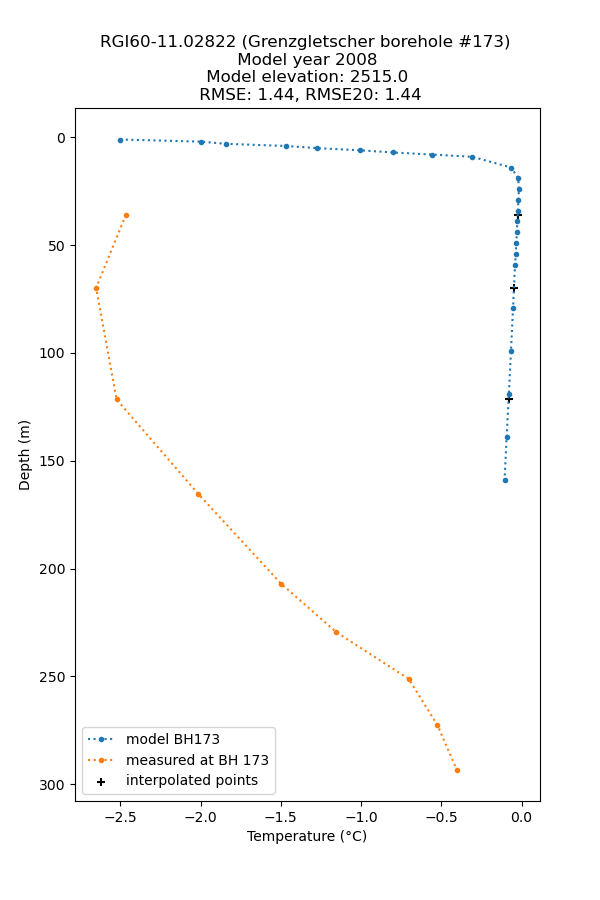 RGI60-11.02822 (Grenzgletscher borehole #173)
Model year 2008
Model elevation: 2515.0
RMSE: 1.44, RMSE20: 1.44
0
50
100
150
200
250
300
Depth (m)
model BH173
measured at BH 173
interpolated points
−2.5 −2.0 −1.5 −1.0 −0.5 0.0
Temperature (°C)